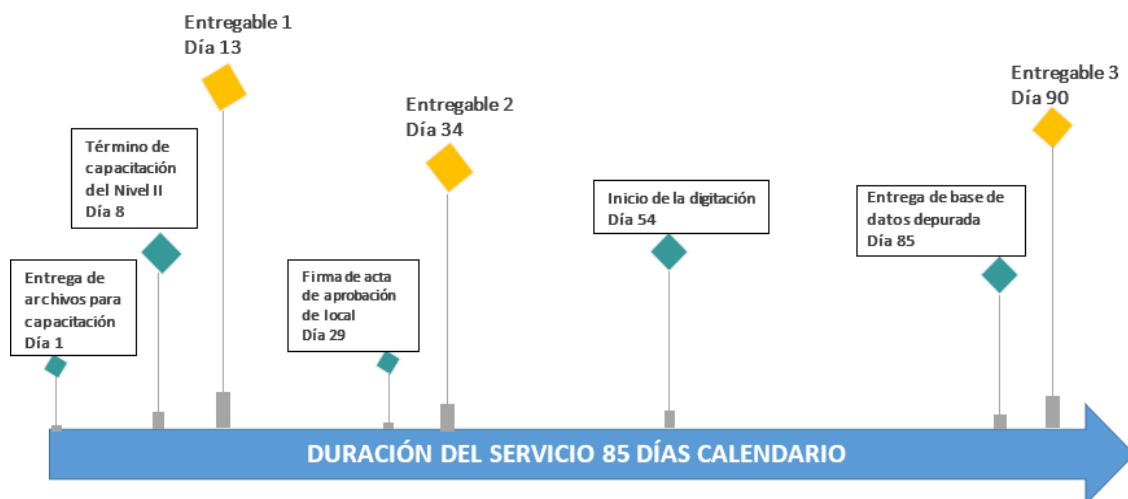 Entregable 1
Día 13
Entregable 2
Día 34
Entregable 3
Día 90
Término de
capacitación
del Nivel II
Día 8
Inicio de la digitación
Día 54
Entrega de base de
datos depurada
Día 85
Entrega de
archivos para
capacitación
Día 1
Firma de acta
de aprobación
de local
Día 29
DURACIÓN DEL SERVICIO 85 DÍAS CALENDARIO